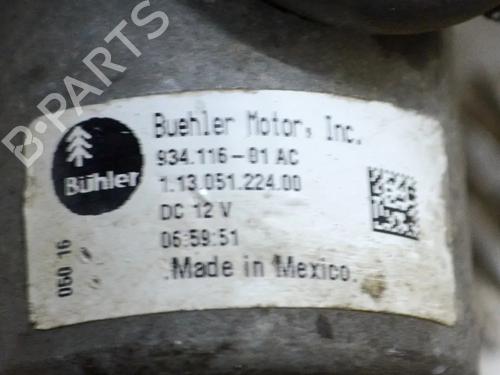 B-PARTS
Buehler Motor, Inc.
Bühler
934.116-01 AC
1.13.051.224.00
DC 12 V
06:59:51
050 16
.Made in Mexico.